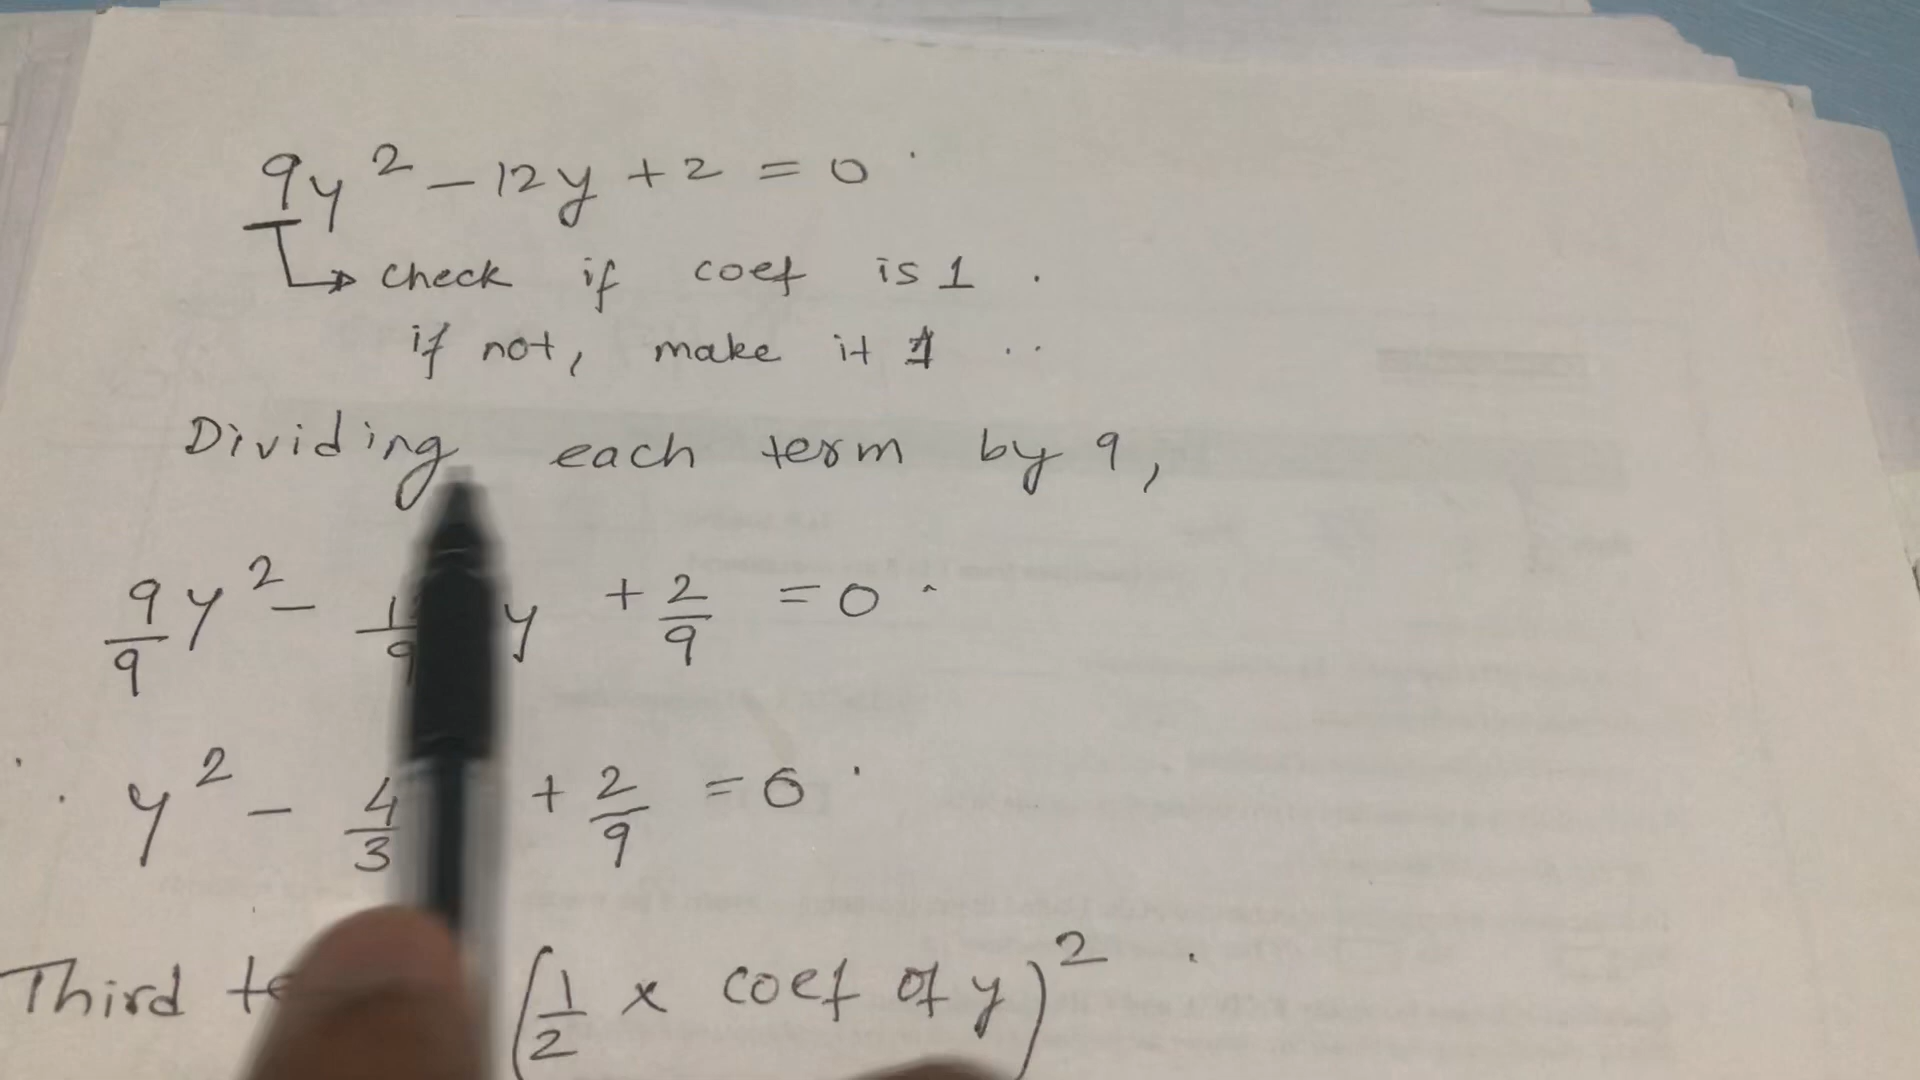 9y² - 12y + 2 = 0
check if coef is 1
if not, make it 1
Dividing each term by 9,
9/9 y² - y + 2/9 = 0
y² - 4/3 + 2/9 = 0
Third (1/2 x coef of y)²